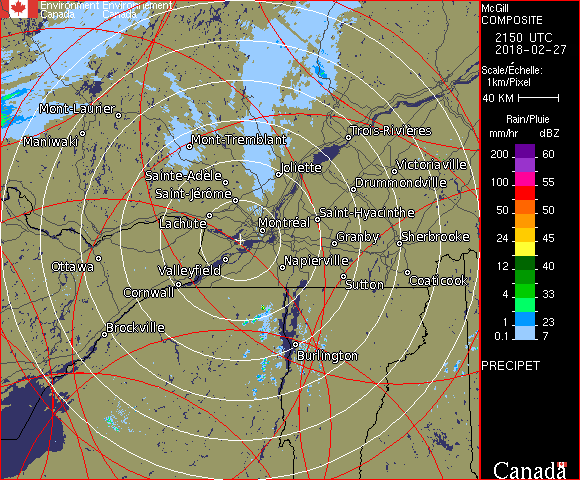 Environment Environnement
Canada Canada
McGill
COMPOSITE
2150 UTC
2018-02-27
Scale/Échelle:
1km/Pixel
40 KM
Rain/Pluie
mm/hr dBZ
200 60
100 55
50 50
24 45
12 40
4 33
1 23
0.1 7
PRECIPET
Canada
Mont-Laurier
Maniwaki
Mont-Tremblant
Trois-Rivières
Sainte-Adèle
Joliette
Victoriaville
Saint-Jérôme
Drummondville
Lachute
Montréal
Saint-Hyacinthe
Granby
Sherbrooke
Ottawa
Valleyfield
Napierville
Cornwall
Sutton
Coaticook
Brockville
Burlington